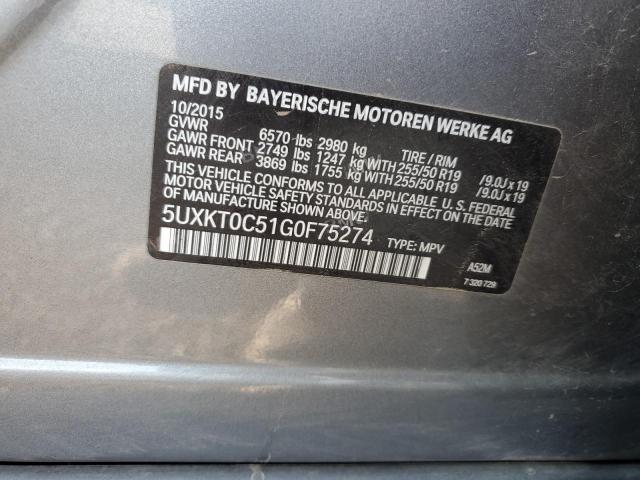 MFD BY BAYERISCHE MOTOREN WERKE AG
10/2015
GVWR 6570 lbs 2980 kg TIRE / RIM
GAWR FRONT 2749 lbs 1247 kg WITH 255/50 R19 / 9.0J x 19
GAWR REAR 3869 lbs 1755 kg WITH 255/50 R19 / 9.0J x 19
THIS VEHICLE CONFORMS TO ALL APPLICABLE U.S. FEDERAL
MOTOR VEHICLE SAFETY STANDARDS IN EFFECT ON THE DATE
OF MANUFACTURE SHOWN ABOVE.
5UXKT0C51G0F75274 TYPE: MPV
A52M
7 320 729